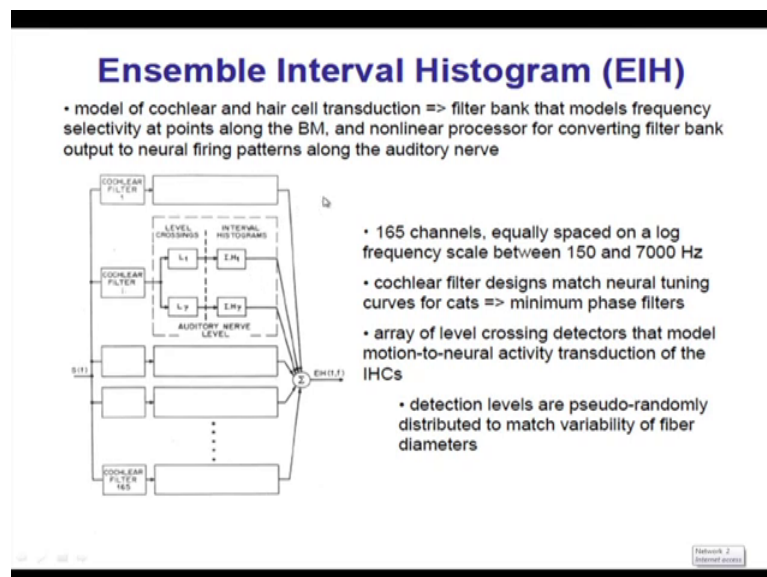 Ensemble Interval Histogram (EIH)
• model of cochlear and hair cell transduction => filter bank that models frequency
selectivity at points along the BM, and nonlinear processor for converting filter bank
output to neural firing patterns along the auditory nerve
COCHLEAR
FILTER
1
LEVEL
CROSSINGS
INTERVAL
HISTOGRAMS
L1
I.H1
COCHLEAR
FILTER
i
L7
I.H7
AUDITORY NERVE
LEVEL
S(t)
Σ
EIH(t,f)
COCHLEAR
FILTER
165
• 165 channels, equally spaced on a log
frequency scale between 150 and 7000 Hz
• cochlear filter designs match neural tuning
curves for cats => minimum phase filters
• array of level crossing detectors that model
motion-to-neural activity transduction of the
IHCs
• detection levels are pseudo-randomly
distributed to match variability of fiber
diameters
Network 2
Internet access